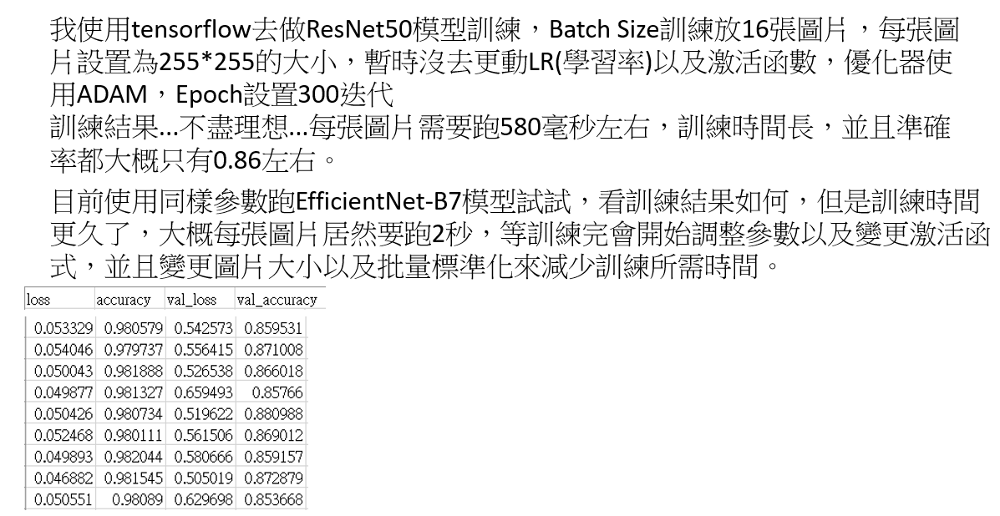 我使用tensorflow去做ResNet50模型訓練，Batch Size訓練放16張圖片，每張圖
片設置為255*255的大小，暫時沒去更動LR(學習率)以及激活函數，優化器使
用ADAM，Epoch設置300迭代
訓練結果...不盡理想...每張圖片需要跑580毫秒左右，訓練時間長，並且準確
率都大概只有0.86左右。
目前使用同樣參數跑EfficientNet-B7模型試試，看訓練結果如何，但是訓練時間
更久了，大概每張圖片居然要跑2秒，等訓練完會開始調整參數以及變更激活函
式，並且變更圖片大小以及批量標準化來減少訓練所需時間。
loss accuracy val_loss val_accuracy
0.053329 0.980579 0.542573 0.859531
0.054046 0.979737 0.556415 0.871008
0.050043 0.981888 0.526538 0.866018
0.049877 0.981327 0.659493 0.85766
0.050426 0.980734 0.519622 0.880988
0.052468 0.980111 0.561506 0.869012
0.049893 0.982044 0.580666 0.859157
0.046882 0.981545 0.505019 0.872879
0.050551 0.98089 0.629698 0.853668